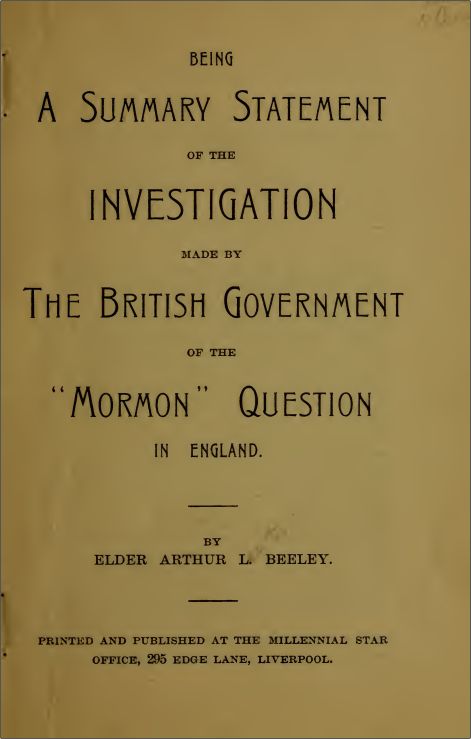 BEING
A SUMMARY STATEMENT
OF THE
INVESTIGATION
MADE BY
THE BRITISH GOVERNMENT
OF THE
"MORMON" QUESTION
IN ENGLAND.
BY
ELDER ARTHUR L. BEELEY.
PRINTED AND PUBLISHED AT THE MILLENNIAL STAR
OFFICE, 295 EDGE LANE, LIVERPOOL.